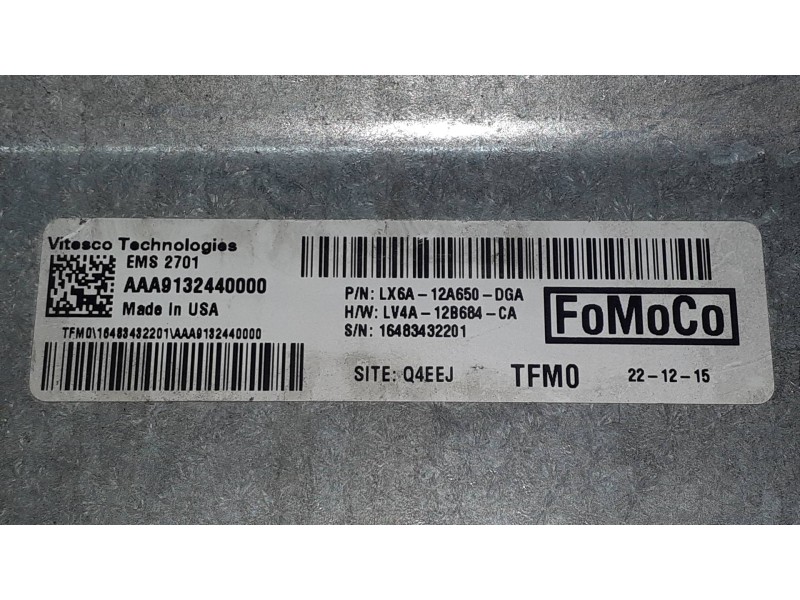 Vitesco Technologies
EMS 2701
AAA9132440000
Made In USA
TFM0\16483432201\AAA9132440000
P/N: LX6A-12A650-DGA
H/W: LV4A-12B684-CA
S/N: 16483432201
FoMoCo
SITE: Q4EEJ
TFM0
22-12-15